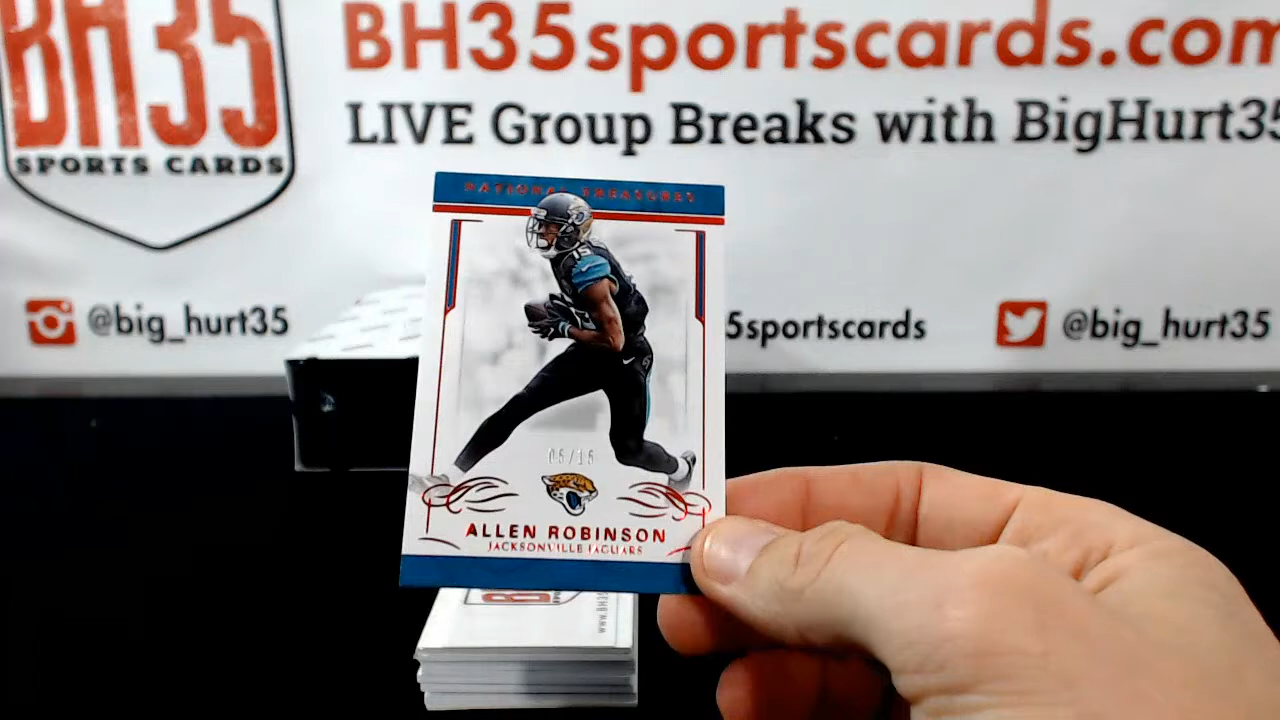 BH35
SPORTS CARDS
BH35sportscards.com
LIVE Group Breaks with BigHurt35
@big_hurt35
5sportscards
@big_hurt35
NATIONAL TREASURES
15
05/15
ALLEN ROBINSON
JACKSONVILLE JAGUARS